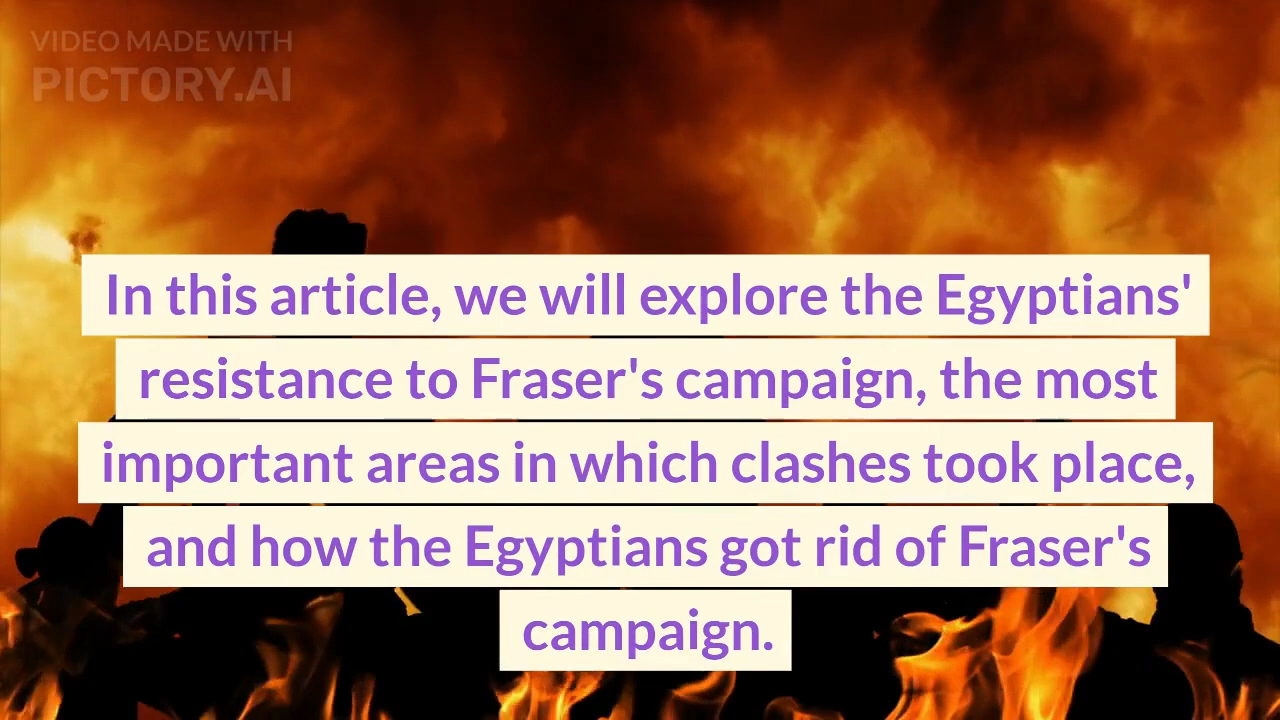 VIDEO MADE WITH
PICTORY.AI
In this article, we will explore the Egyptians'
resistance to Fraser's campaign, the most
important areas in which clashes took place,
and how the Egyptians got rid of Fraser's
campaign.